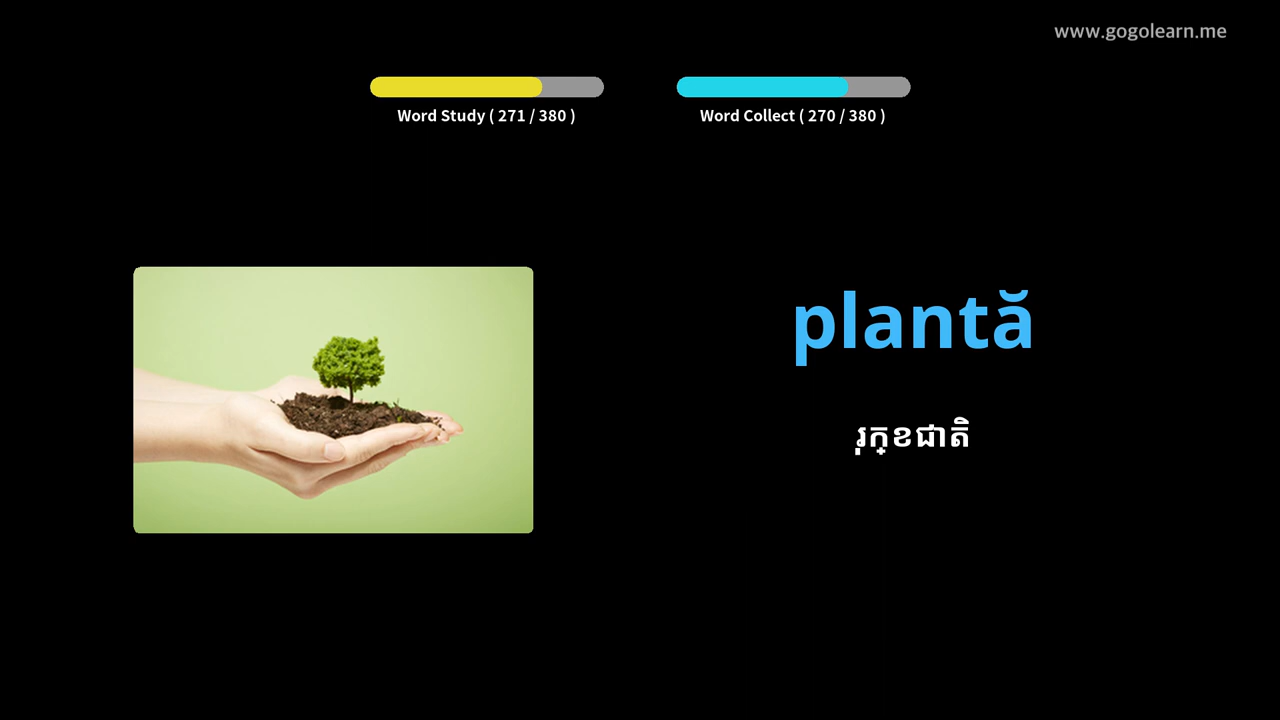 www.gogolearn.me
Word Study ( 271 / 380 )
Word Collect ( 270 / 380 )
plantă
រុក្ខជាតិ